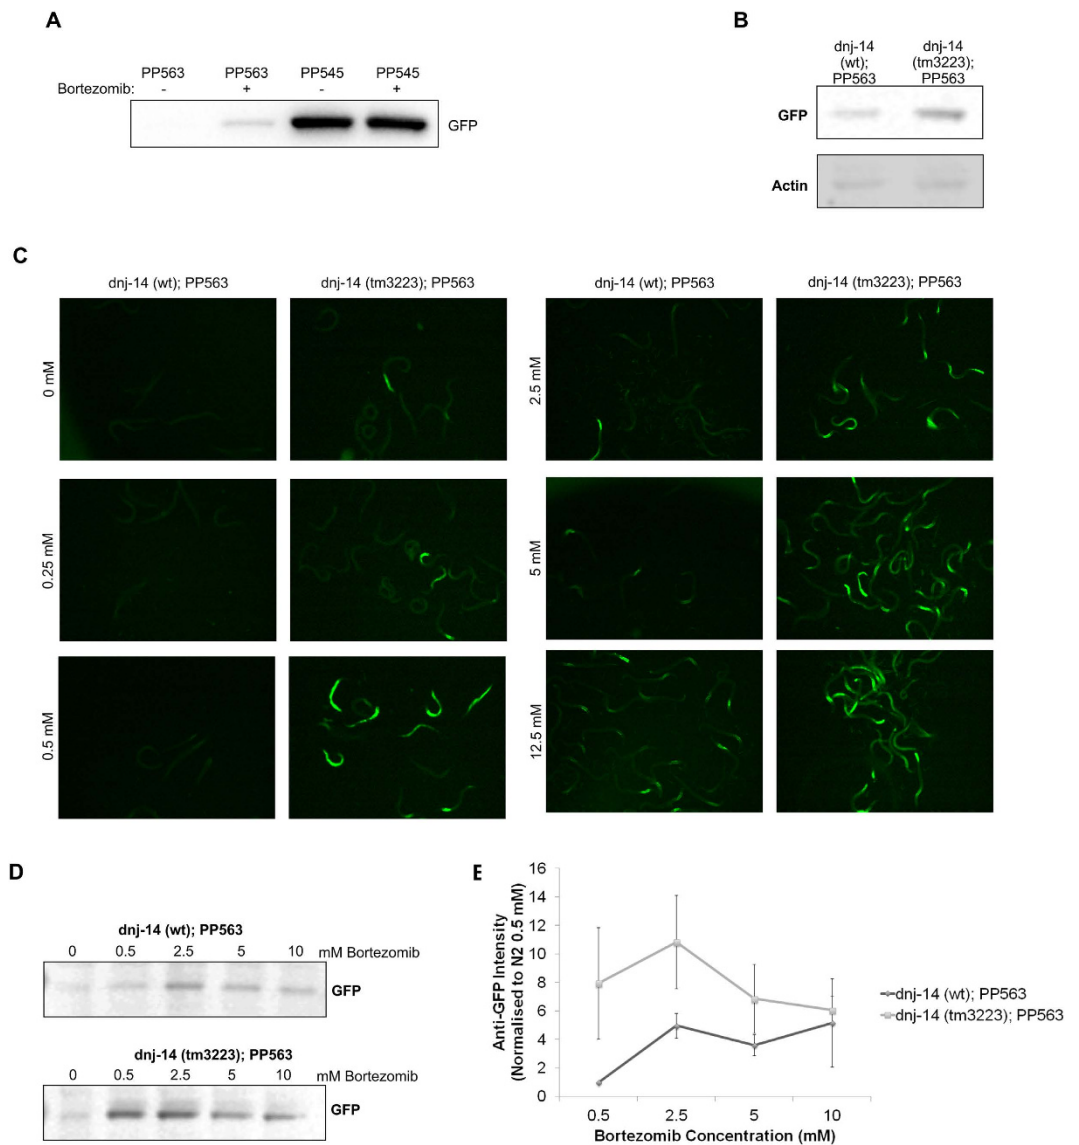 A
PP563 PP563 PP545 PP545
Bortezomib: - + - +
GFP
B
dnj-14 (wt); PP563
dnj-14 (tm3223); PP563
GFP
Actin
C
dnj-14 (wt); PP563 dnj-14 (tm3223); PP563 dnj-14 (wt); PP563 dnj-14 (tm3223); PP563
0 mM
2.5 mM
0.25 mM
5 mM
0.5 mM
12.5 mM
D
dnj-14 (wt); PP563
0 0.5 2.5 5 10 mM Bortezomib
GFP
dnj-14 (tm3223); PP563
0 0.5 2.5 5 10 mM Bortezomib
GFP
E
Anti-GFP Intensity
(Normalised to N2 0.5 mM)
16
14
12
10
8
6
4
2
0
0.5 2.5 5 10
Bortezomib Concentration (mM)
dnj-14 (wt); PP563
dnj-14 (tm3223); PP563